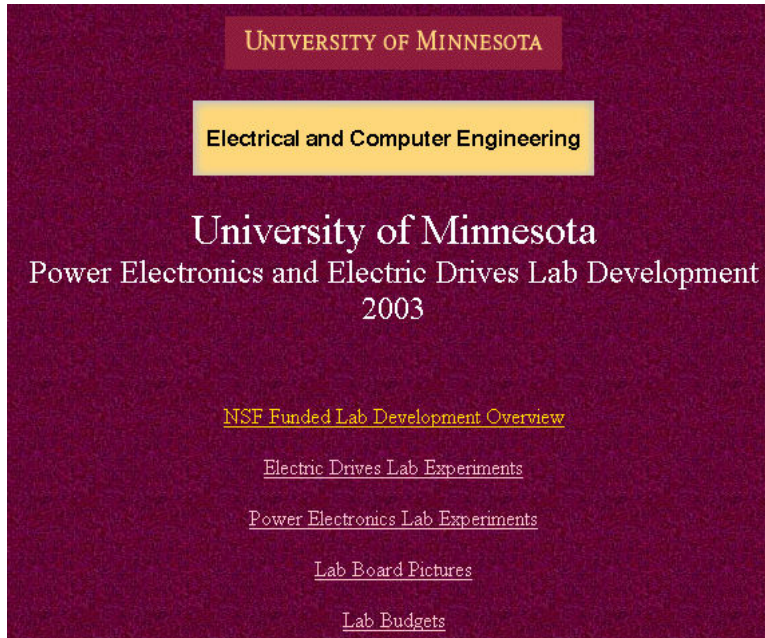 UNIVERSITY OF MINNESOTA
Electrical and Computer Engineering
University of Minnesota
Power Electronics and Electric Drives Lab Development
2003
NSF Funded Lab Development Overview
Electric Drives Lab Experiments
Power Electronics Lab Experiments
Lab Board Pictures
Lab Budgets